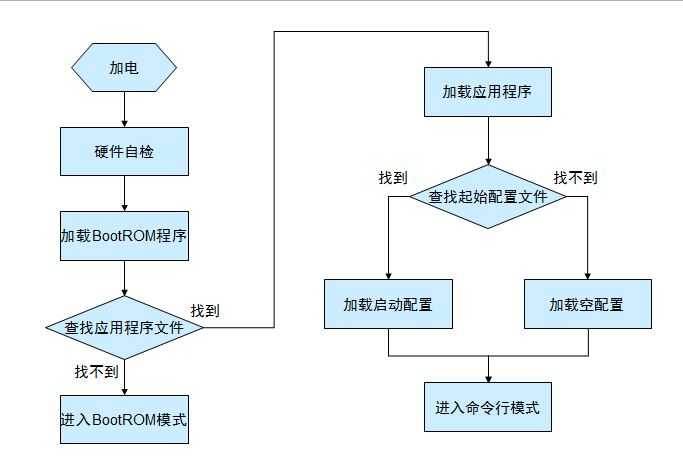 加电
硬件自检
加载BootROM程序
查找应用程序文件
找到
找不到
进入BootROM模式
加载应用程序
查找起始配置文件
找到
找不到
加载启动配置
加载空配置
进入命令行模式